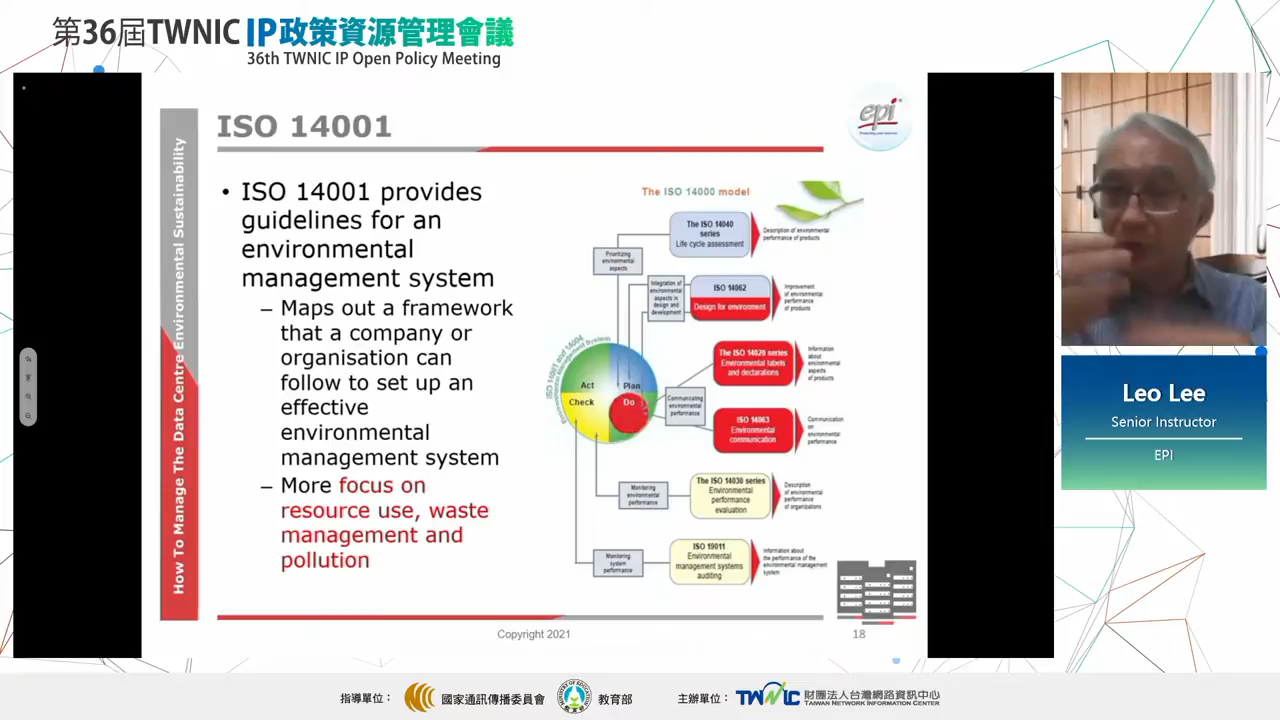 第36屆TWNIC IP政策資源管理會議
36th TWNIC IP Open Policy Meeting
How To Manage The Data Centre Environmental Sustainability
ISO 14001
epi
• ISO 14001 provides
guidelines for an
environmental
management system
– Maps out a framework
that a company or
organisation can
follow to set up an
effective
environmental
management system
– More focus on
resource use, waste
management and
pollution
The ISO 14000 model
The ISO 14040
series
Life cycle assessment
Description of environmental
performance of products
Prioritizing
environmental
aspects
Integration of
environmental
aspects in
design and
development
ISO 14062
Design for environment
Improvement
of environmental
performance
of products
The ISO 14020 series
Environmental labels
and declarations
Information
about
environmental
aspects
of products
ISO 14001 and 14004
Environmental Management System
Act
Plan
Check
Do
Communicating
environmental
performance
ISO 14063
Environmental
communication
Communication
on
environmental
performance
Monitoring
environmental
performance
The ISO 14030 series
Environmental
performance
evaluation
Description
of environmental
performance
of organizations
Monitoring
system
performance
ISO 19011
Environmental
management systems
auditing
Information about
the performance of the
environmental management
system
Copyright 2021
18
Leo Lee
Senior Instructor
EPI
指導單位：
國家通訊傳播委員會
教育部
主辦單位：
TWNIC
財團法人台灣網路資訊中心
TAIWAN NETWORK INFORMATION CENTER